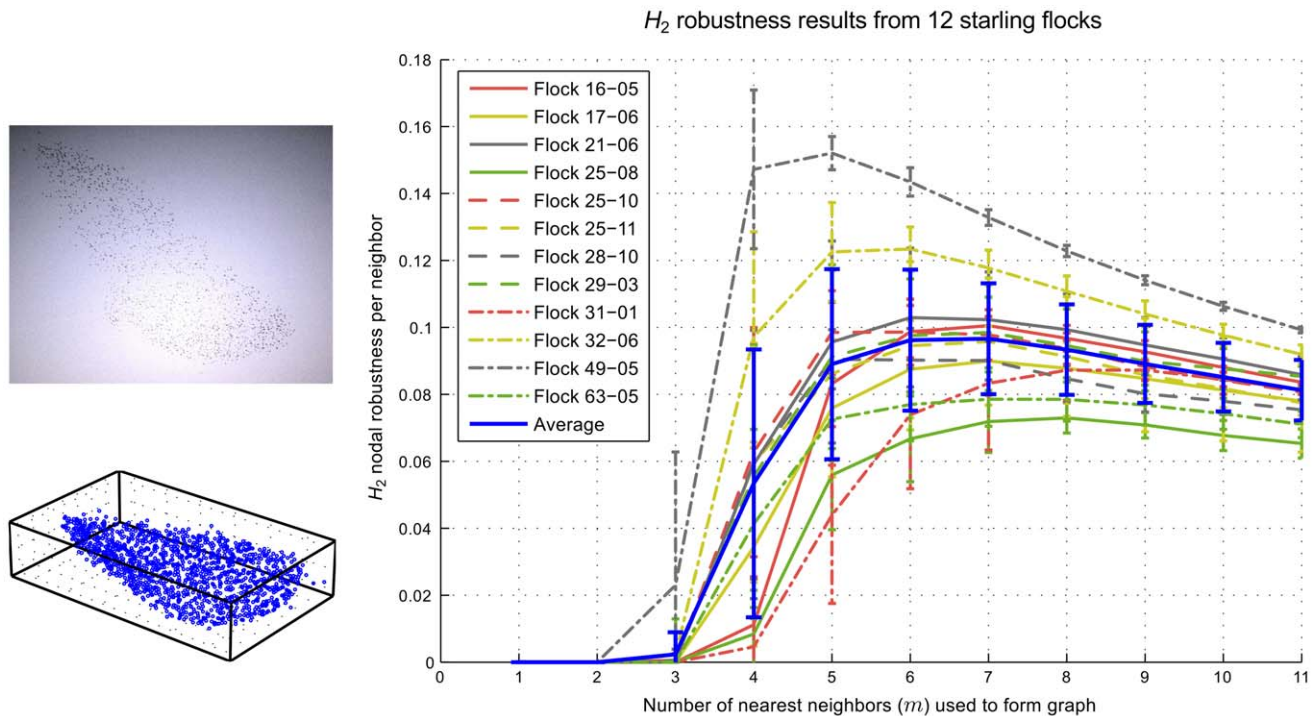 H₂ robustness results from 12 starling flocks
H₂ nodal robustness per neighbor
0.18
0.16
0.14
0.12
0.1
0.08
0.06
0.04
0.02
0
Flock 16−05
Flock 17−06
Flock 21−06
Flock 25−08
Flock 25−10
Flock 25−11
Flock 28−10
Flock 29−03
Flock 31−01
Flock 32−06
Flock 49−05
Flock 63−05
Average
0 1 2 3 4 5 6 7 8 9 10 11
Number of nearest neighbors (m) used to form graph